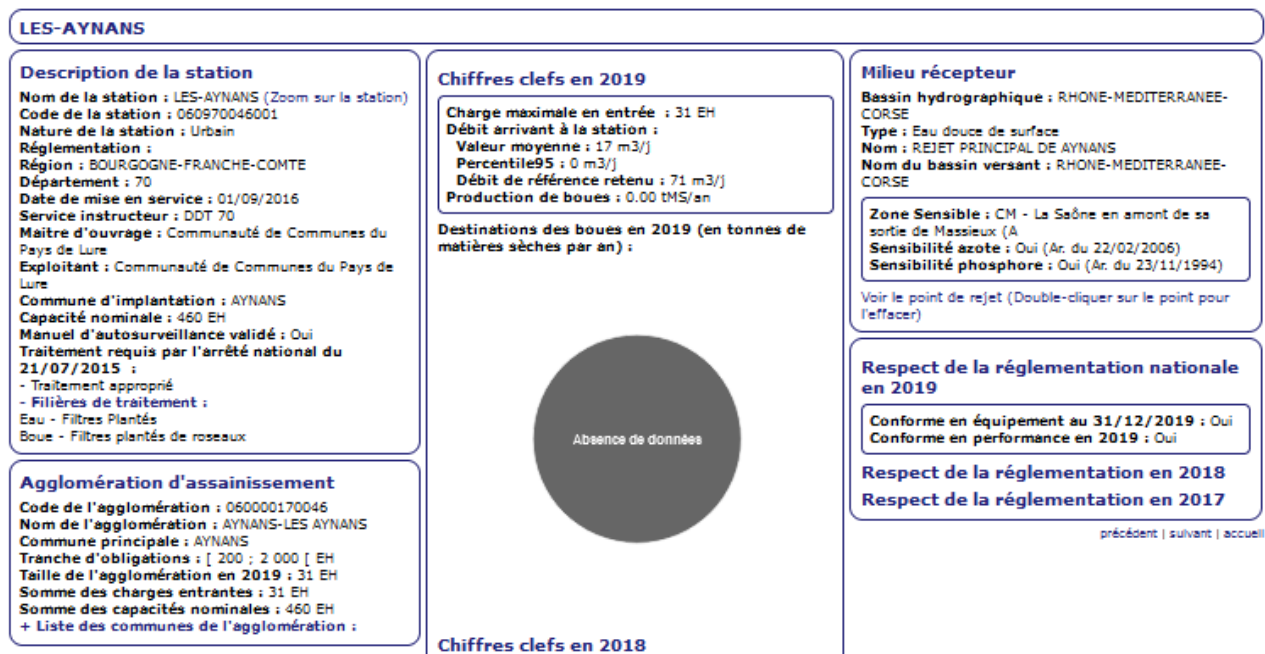 LES-AYNANS
Description de la station
Nom de la station : LES-AYNANS (Zoom sur la station)
Code de la station : 060970046001
Nature de la station : Urbain
Réglementation :
Région : BOURGOGNE-FRANCHE-COMTE
Département : 70
Date de mise en service : 01/09/2016
Service instructeur : DDT 70
Maitre d'ouvrage : Communauté de Communes du
Pays de Lure
Exploitant : Communauté de Communes du Pays de
Lure
Commune d'implantation : AYNANS
Capacité nominale : 460 EH
Manuel d'autosurveillance validé : Oui
Traitement requis par l'arrêté national du
21/07/2015 :
- Traitement approprié
- Filières de traitement :
Eau - Filtres Plantés
Boue - Filtres plantés de roseaux
Agglomération d'assainissement
Code de l'agglomération : 060000170046
Nom de l'agglomération : AYNANS-LES AYNANS
Commune principale : AYNANS
Tranche d'obligations : [ 200 ; 2 000 [ EH
Taille de l'agglomération en 2019 : 31 EH
Somme des charges entrantes : 31 EH
Somme des capacités nominales : 460 EH
+ Liste des communes de l'agglomération :
Chiffres clefs en 2019
Charge maximale en entrée : 31 EH
Débit arrivant à la station :
Valeur moyenne : 17 m3/j
Percentile95 : 0 m3/j
Débit de référence retenu : 71 m3/j
Production de boues : 0.00 tMS/an
Destinations des boues en 2019 (en tonnes de
matières sèches par an) :
Absence de données
Chiffres clefs en 2018
Milieu récepteur
Bassin hydrographique : RHONE-MEDITERRANEE-
CORSE
Type : Eau douce de surface
Nom : REJET PRINCIPAL DE AYNANS
Nom du bassin versant : RHONE-MEDITERRANEE-
CORSE
Zone Sensible : CM - La Saône en amont de sa
sortie de Massieux (A
Sensibilité azote : Oui (Ar. du 22/02/2006)
Sensibilité phosphore : Oui (Ar. du 23/11/1994)
Voir le point de rejet (Double-cliquer sur le point pour
l'effacer)
Respect de la réglementation nationale
en 2019
Conforme en équipement au 31/12/2019 : Oui
Conforme en performance en 2019 : Oui
Respect de la réglementation en 2018
Respect de la réglementation en 2017
précédent | suivant | accueil